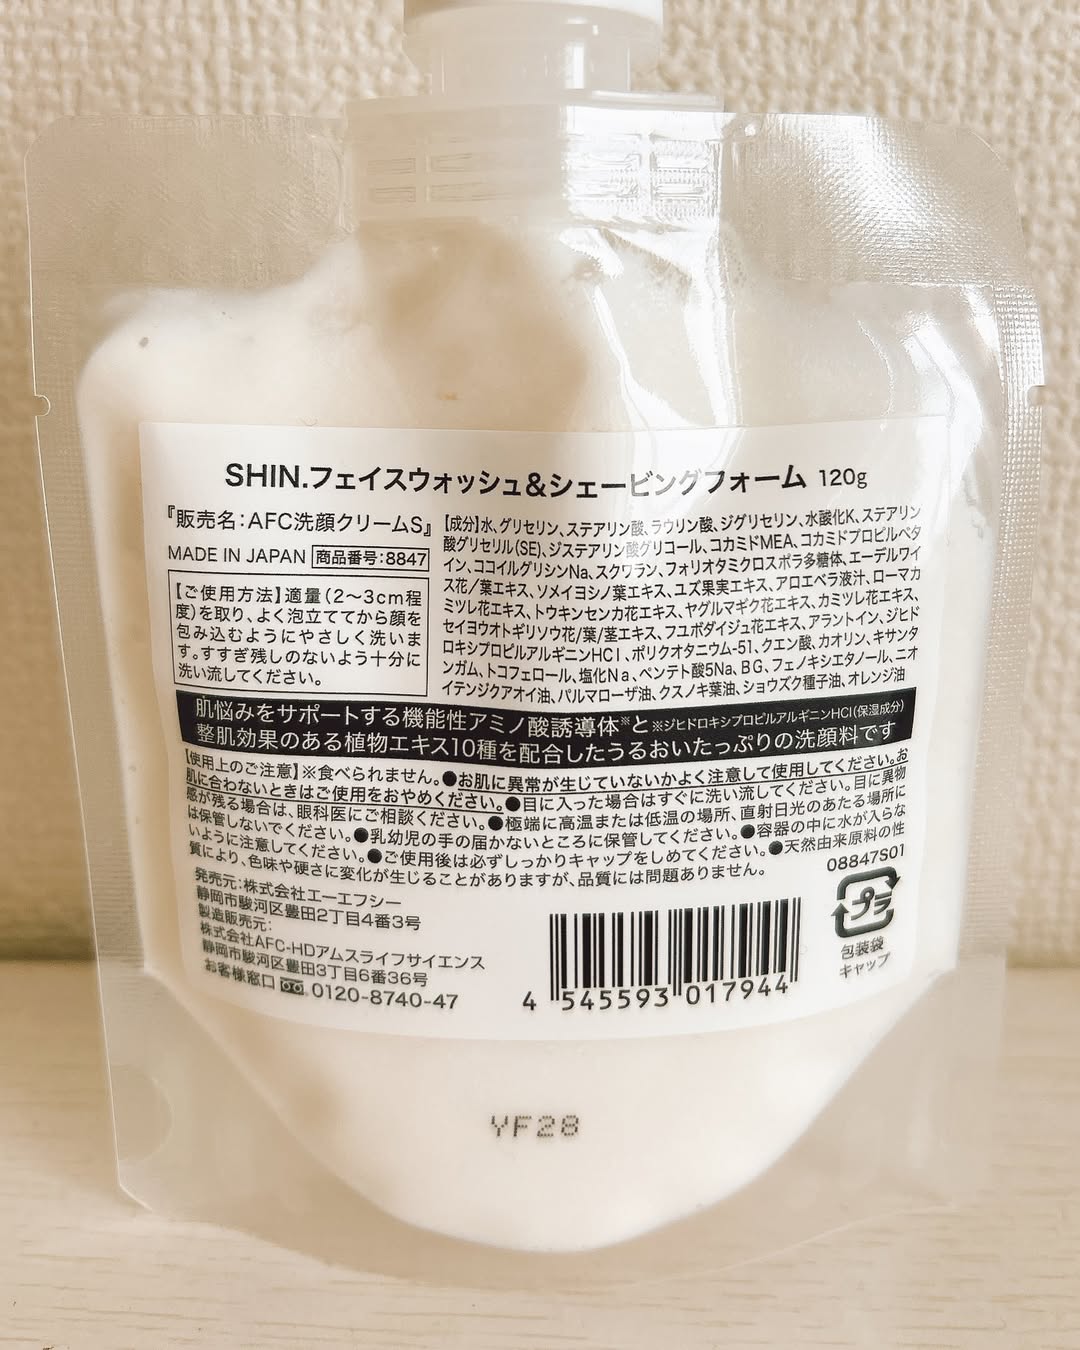 SHIN.フェイスウォッシュ&シェービングフォーム 120g
『販売名:AFC洗顔クリームS』
MADE IN JAPAN 商品番号:8847
【ご使用方法】適量(2〜3cm程
度)を取り、よく泡立ててから顔を
包み込むようにやさしく洗いま
す。すすぎ残しのないよう十分に
洗い流してください。
【成分】水、グリセリン、ステアリン酸、ラウリン酸、ジグリセリン、水酸化K、ステアリン
酸グリセリル(SE)、ジステアリン酸グリコール、コカミドMEA、コカミドプロピルベタ
イン、ココイルグリシンNa、スクワラン、フォリオタミクロスポラ多糖体、エーデルワイ
ス花/葉エキス、ソメイヨシノ葉エキス、ユズ果実エキス、アロエベラ液汁、ローマカ
ミツレ花エキス、トウキンセンカ花エキス、ヤグルマギク花エキス、カミツレ花エキス、
セイヨウオトギリソウ花/葉/茎エキス、フユボダイジュ花エキス、アラントイン、ジヒド
ロキシプロピルアルギニンHCl、ポリクオタニウム-51、クエン酸、カオリン、キサンタ
ンガム、トコフェロール、塩化Na、ペンテト酸5Na、BG、フェノキシエタノール、ニオ
イテンジクアオイ油、パルマローザ油、クスノキ葉油、ショウズク種子油、オレンジ油
肌悩みをサポートする機能性アミノ酸誘導体※と※ジヒドロキシプロピルアルギニンHCl(保湿成分)
整肌効果のある植物エキス10種を配合したうるおいたっぷりの洗顔料です
【使用上のご注意】※食べられません。●お肌に異常が生じていないかよく注意して使用してください。お
肌に合わないときはご使用をおやめください。●目に入った場合はすぐに洗い流してください。目に異物
感が残る場合は、眼科医にご相談ください。●極端に高温または低温の場所、直射日光のあたる場所に
は保管しないでください。●乳幼児の手の届かないところに保管してください。●容器の中に水が入らな
いように注意してください。●ご使用後は必ずしっかりキャップをしめてください。●天然由来原料の性
質により、色味や硬さに変化が生じることがありますが、品質には問題ありません。
08847S01
発売元:株式会社エーエフシー
静岡市駿河区豊田2丁目4番3号
製造販売元:
株式会社AFC-HDアムスライフサイエンス
静岡市駿河区豊田3丁目6番36号
お客様窓口 0120-8740-47
4 545593 017944
プラ
包装袋
キャップ
YF28